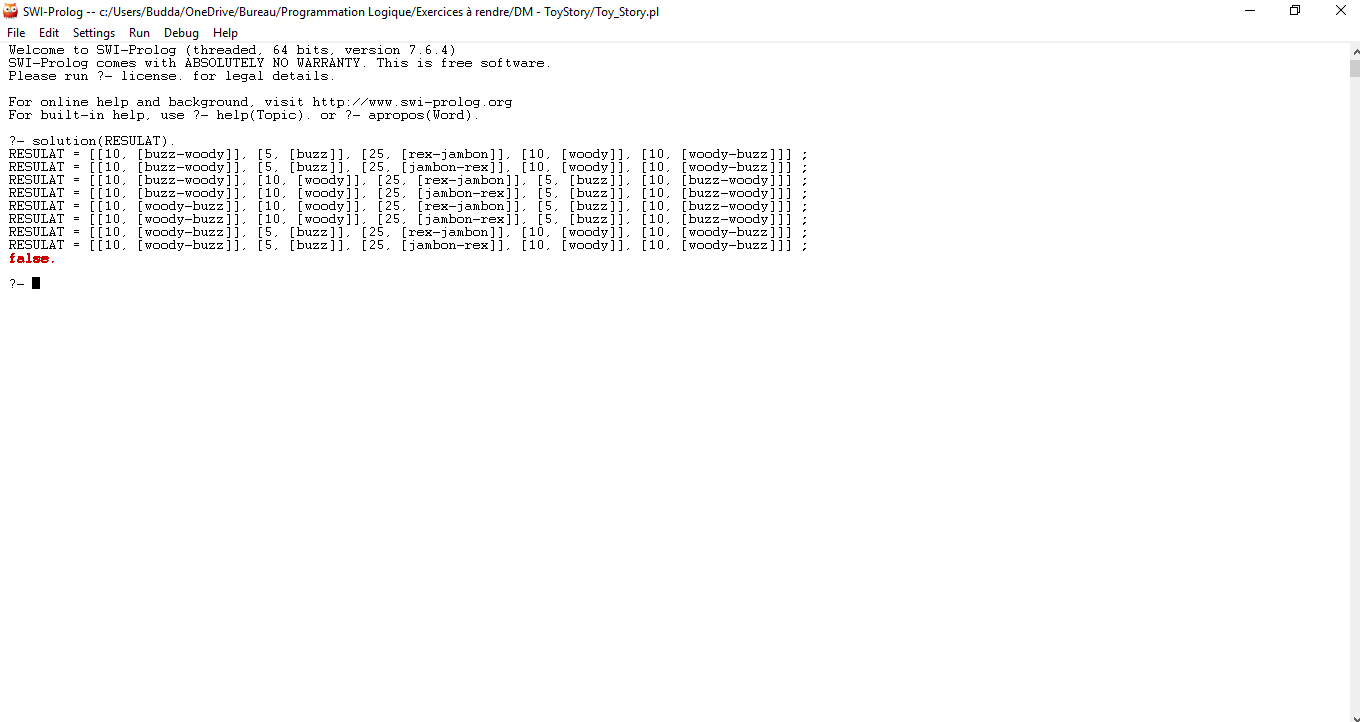 SWI-Prolog -- c:/Users/Budda/OneDrive/Bureau/Programmation Logique/Exercices à rendre/DM - ToyStory/Toy_Story.pl
File Edit Settings Run Debug Help
Welcome to SWI-Prolog (threaded, 64 bits, version 7.6.4)
SWI-Prolog comes with ABSOLUTELY NO WARRANTY. This is free software.
Please run ?- license. for legal details.
For online help and background, visit http://www.swi-prolog.org
For built-in help, use ?- help(Topic). or ?- apropos(Word).
?- solution(RESULAT).
RESULAT = [[10, [buzz-woody]], [5, [buzz]], [25, [rex-jambon]], [10, [woody]], [10, [woody-buzz]]] ;
RESULAT = [[10, [buzz-woody]], [5, [buzz]], [25, [jambon-rex]], [10, [woody]], [10, [woody-buzz]]] ;
RESULAT = [[10, [buzz-woody]], [10, [woody]], [25, [rex-jambon]], [5, [buzz]], [10, [buzz-woody]]] ;
RESULAT = [[10, [buzz-woody]], [10, [woody]], [25, [jambon-rex]], [5, [buzz]], [10, [buzz-woody]]] ;
RESULAT = [[10, [woody-buzz]], [10, [woody]], [25, [rex-jambon]], [5, [buzz]], [10, [buzz-woody]]] ;
RESULAT = [[10, [woody-buzz]], [10, [woody]], [25, [jambon-rex]], [5, [buzz]], [10, [buzz-woody]]] ;
RESULAT = [[10, [woody-buzz]], [5, [buzz]], [25, [rex-jambon]], [10, [woody]], [10, [woody-buzz]]] ;
RESULAT = [[10, [woody-buzz]], [5, [buzz]], [25, [jambon-rex]], [10, [woody]], [10, [woody-buzz]]] ;
false.
?-